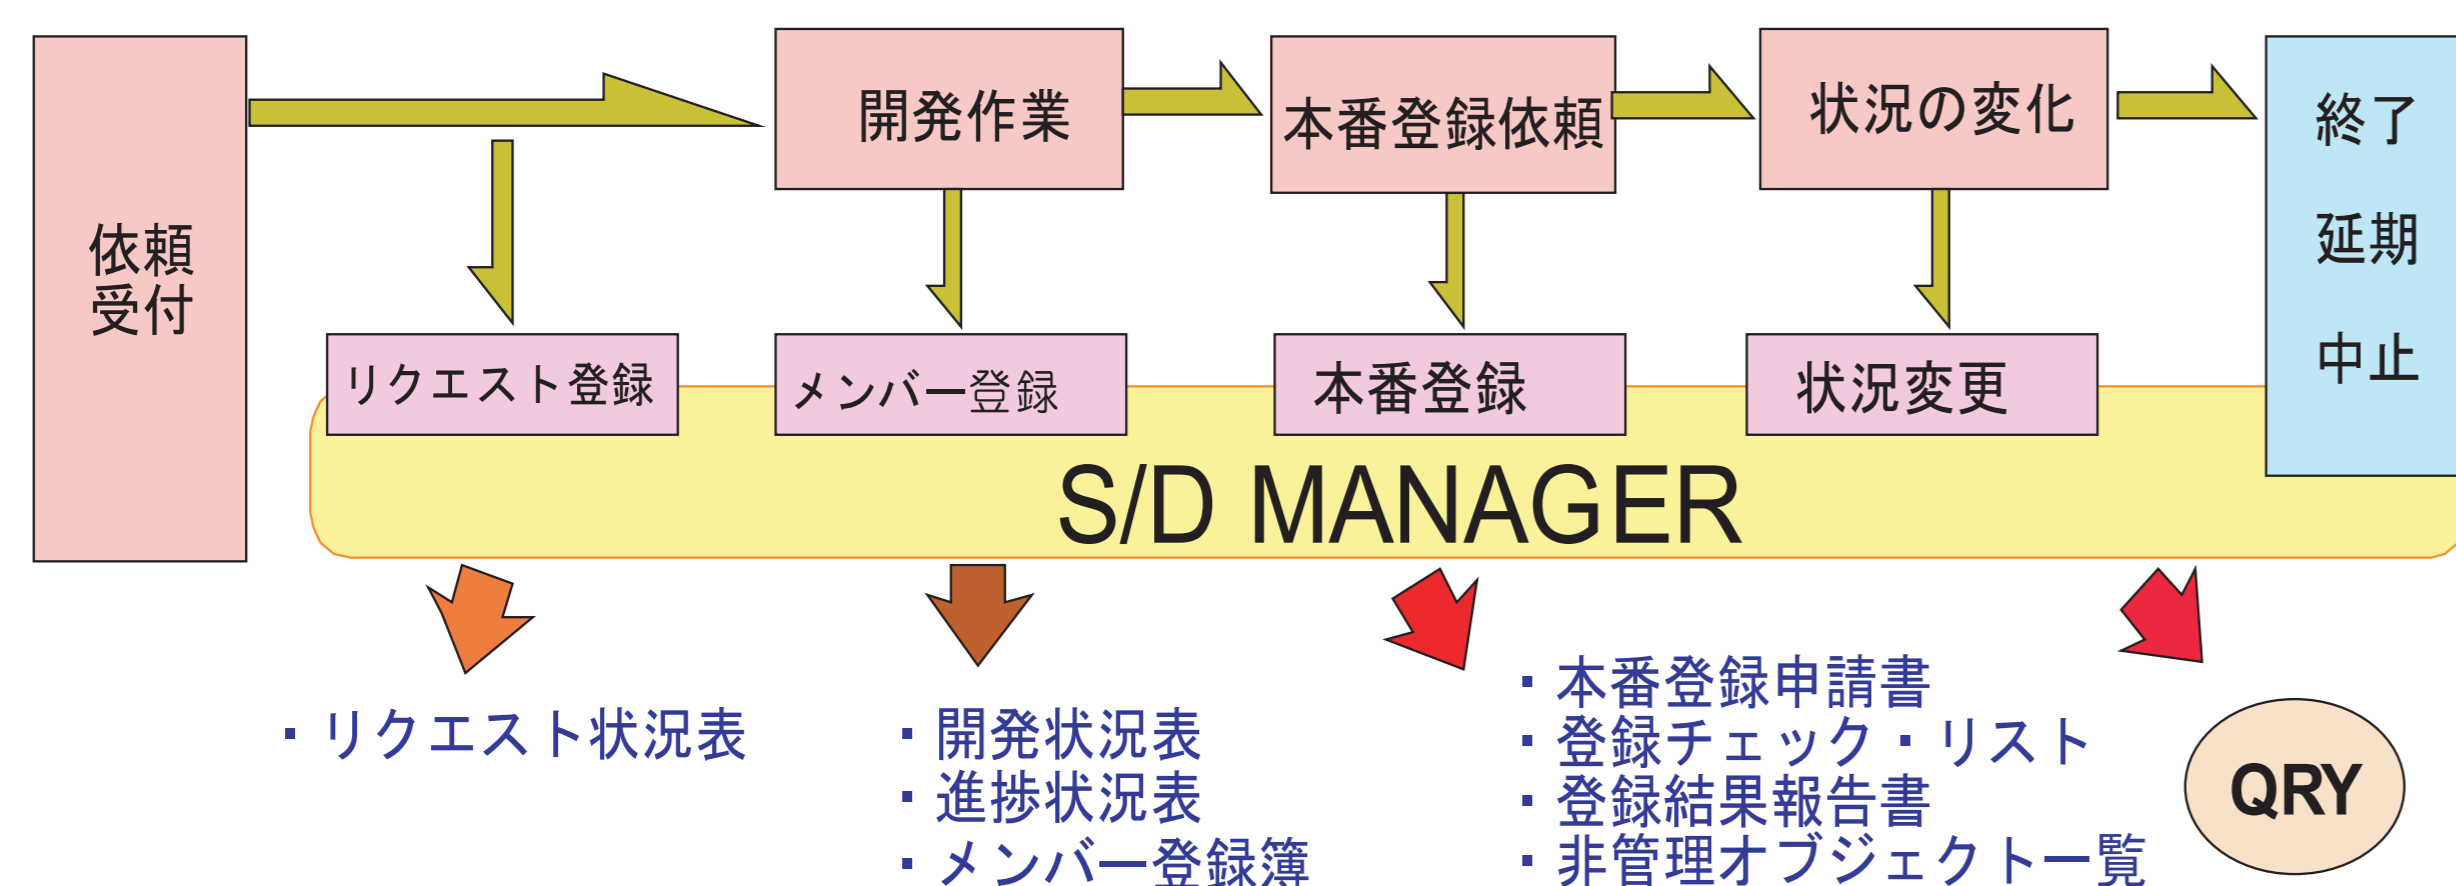 依頼
受付
開発作業
本番登録依頼
状況の変化
終了
延期
中止
リクエスト登録
メンバー登録
本番登録
状況変更
S/D MANAGER
・リクエスト状況表
・開発状況表
・進捗状況表
・メンバー登録簿
・本番登録申請書
・登録チェック・リスト
・登録結果報告書
・非管理オブジェクト一覧
QRY